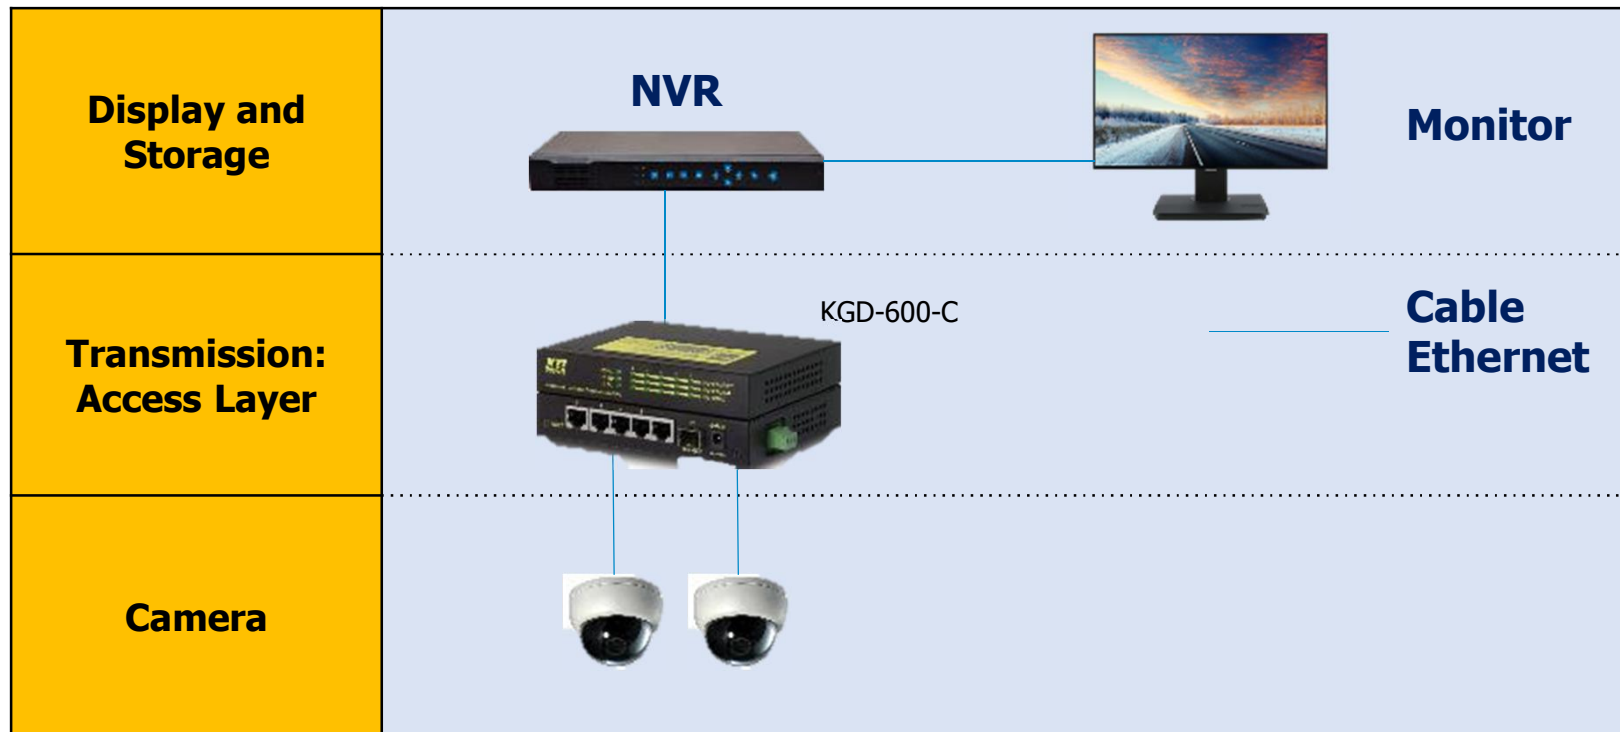 Display and
Storage
NVR
Monitor
Transmission:
Access Layer
KGD-600-C
Cable
Ethernet
Camera